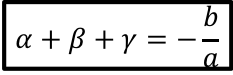 α + β + γ = −b/a